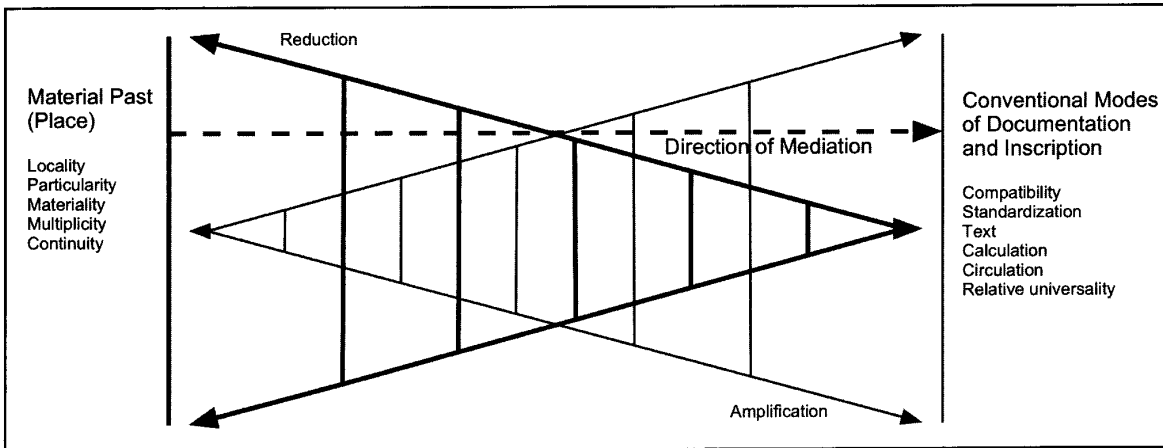 Reduction
Material Past
(Place)
Locality
Particularity
Materiality
Multiplicity
Continuity
Direction of Mediation
Conventional Modes
of Documentation
and Inscription
Compatibility
Standardization
Text
Calculation
Circulation
Relative universality
Amplification